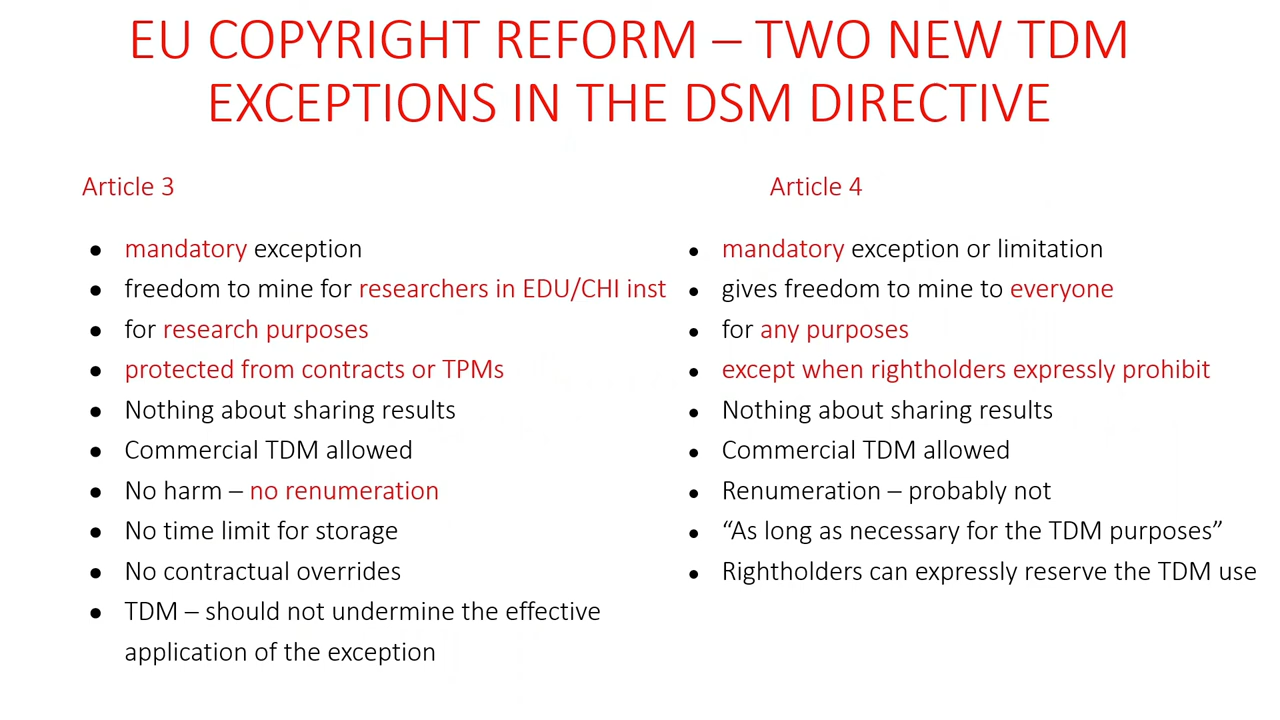 EU COPYRIGHT REFORM – TWO NEW TDM
EXCEPTIONS IN THE DSM DIRECTIVE
Article 3
● mandatory exception
● freedom to mine for researchers in EDU/CHI inst
● for research purposes
● protected from contracts or TPMs
● Nothing about sharing results
● Commercial TDM allowed
● No harm – no renumeration
● No time limit for storage
● No contractual overrides
● TDM – should not undermine the effective
application of the exception
Article 4
● mandatory exception or limitation
● gives freedom to mine to everyone
● for any purposes
● except when rightholders expressly prohibit
● Nothing about sharing results
● Commercial TDM allowed
● Renumeration – probably not
● “As long as necessary for the TDM purposes”
● Rightholders can expressly reserve the TDM use